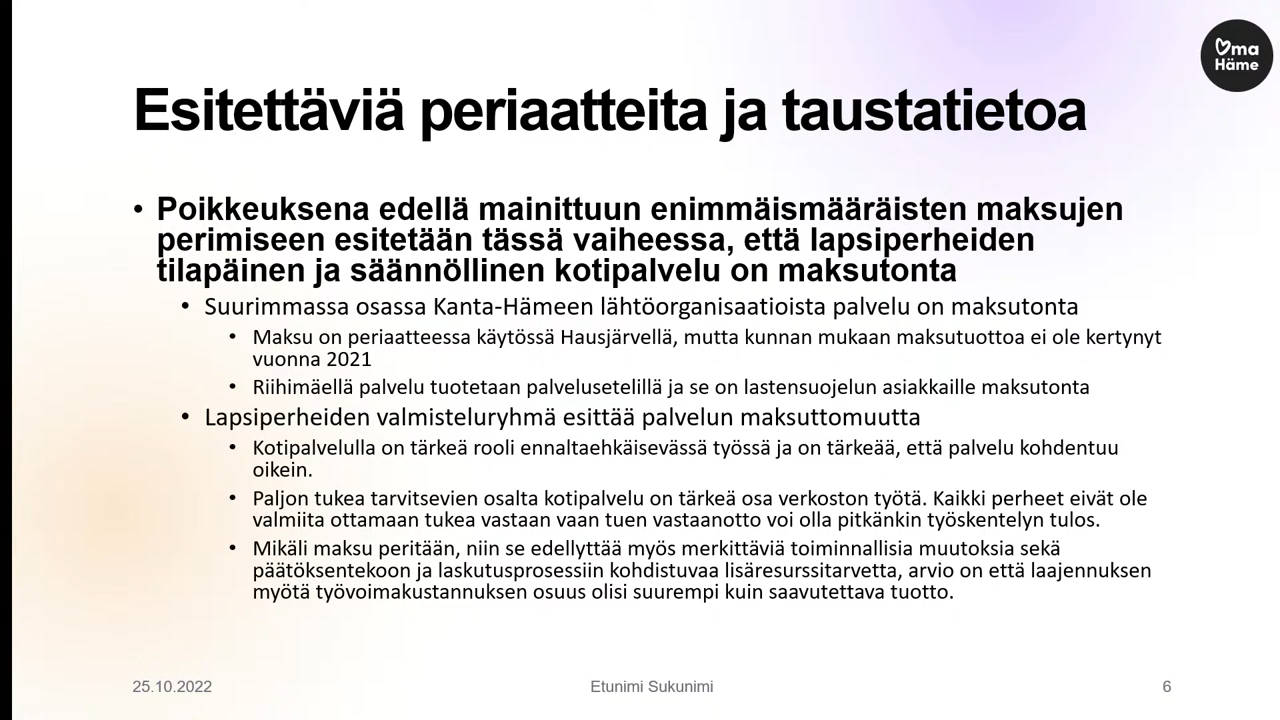 Oma
Häme
Esitettäviä periaatteita ja taustatietoa
• Poikkeuksena edellä mainittuun enimmäismääräisten maksujen
perimiseen esitetään tässä vaiheessa, että lapsiperheiden
tilapäinen ja säännöllinen kotipalvelu on maksutonta
• Suurimmassa osassa Kanta-Hämeen lähtöorganisaatioista palvelu on maksutonta
• Maksu on periaatteessa käytössä Hausjärvellä, mutta kunnan mukaan maksutuottoa ei ole kertynyt
vuonna 2021
• Riihimäellä palvelu tuotetaan palvelusetelillä ja se on lastensuojelun asiakkaille maksutonta
• Lapsiperheiden valmisteluryhmä esittää palvelun maksuttomuutta
• Kotipalvelulla on tärkeä rooli ennaltaehkäisevässä työssä ja on tärkeää, että palvelu kohdentuu
oikein.
• Paljon tukea tarvitsevien osalta kotipalvelu on tärkeä osa verkoston työtä. Kaikki perheet eivät ole
valmiita ottamaan tukea vastaan vaan tuen vastaanotto voi olla pitkänkin työskentelyn tulos.
• Mikäli maksu peritään, niin se edellyttää myös merkittäviä toiminnallisia muutoksia sekä
päätöksentekoon ja laskutusprosessiin kohdistuvaa lisäresurssitarvetta, arvio on että laajennuksen
myötä työvoimakustannuksen osuus olisi suurempi kuin saavutettava tuotto.
25.10.2022
Etunimi Sukunimi
6